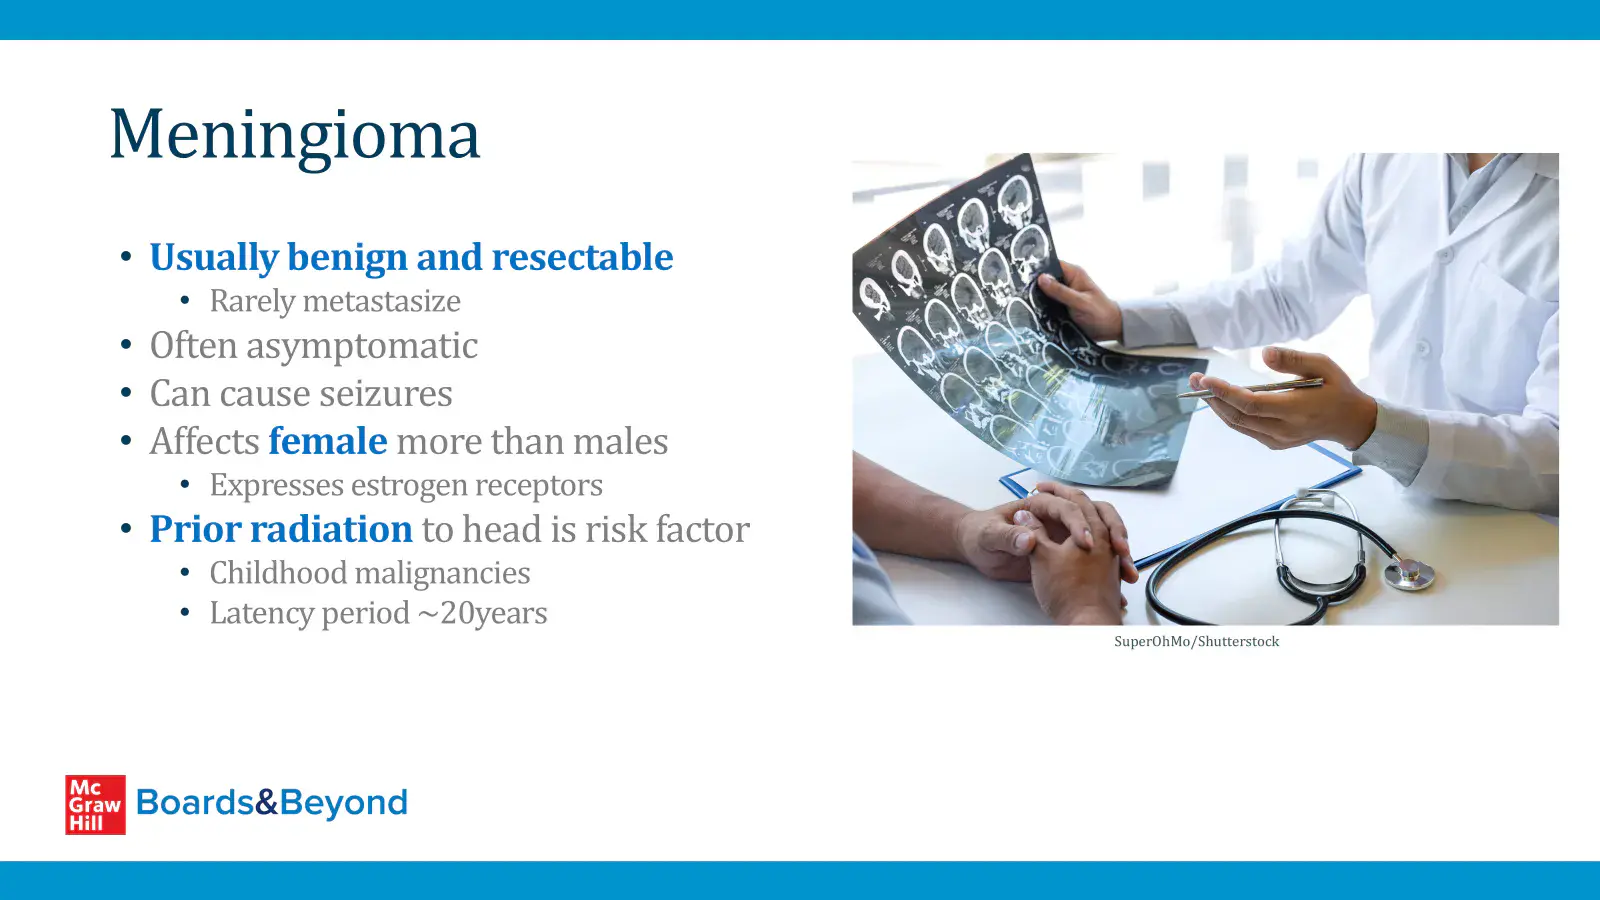 Meningioma
• Usually benign and resectable
• Rarely metastasize
• Often asymptomatic
• Can cause seizures
• Affects female more than males
• Expresses estrogen receptors
• Prior radiation to head is risk factor
• Childhood malignancies
• Latency period ~20years
SuperOhMo/Shutterstock
Mc
Graw
Hill
Boards&Beyond